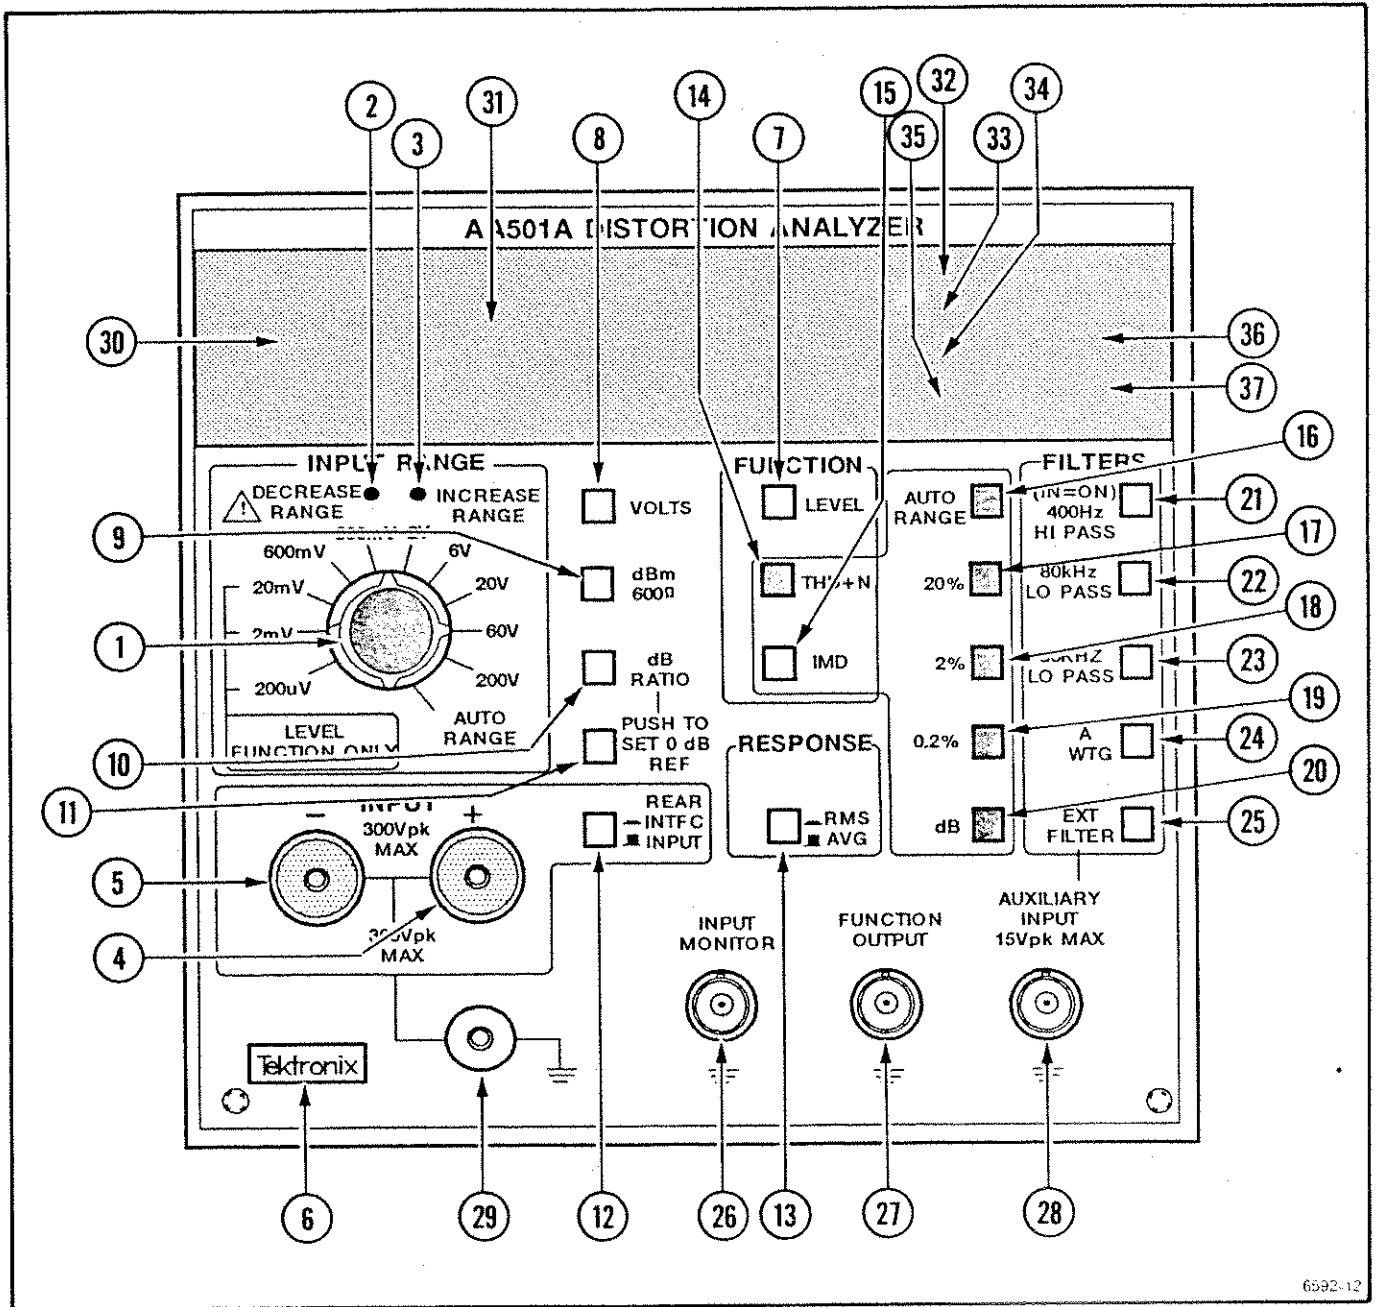 2
3
31
8
14
7
15
35
32
33
34
AA501A DISTORTION ANALYZER
30
36
37
INPUT RANGE
DECREASE RANGE
INCREASE RANGE
600mV
6V
20mV
20V
2mV
60V
200uV
200V
AUTO RANGE
LEVEL
FUNCTION ONLY
9
1
10
11
VOLTS
dBm
600Ω
dB
RATIO
PUSH TO
SET 0 dB
REF
FUNCTION
LEVEL
THD+N
IMD
RESPONSE
RMS
AVG
AUTO
RANGE
20%
2%
0.2%
dB
FILTERS
(IN=ON)
400Hz
HI PASS
80kHz
LO PASS
LO PASS
A
WTG
EXT
FILTER
16
21
17
22
18
23
19
24
20
25
INPUT
− +
300Vpk
MAX
300Vpk
MAX
REAR
INTFC
INPUT
5
4
INPUT
MONITOR
FUNCTION
OUTPUT
AUXILIARY
INPUT
15Vpk MAX
Tektronix
6
29
12
26
13
27
28
6592-12